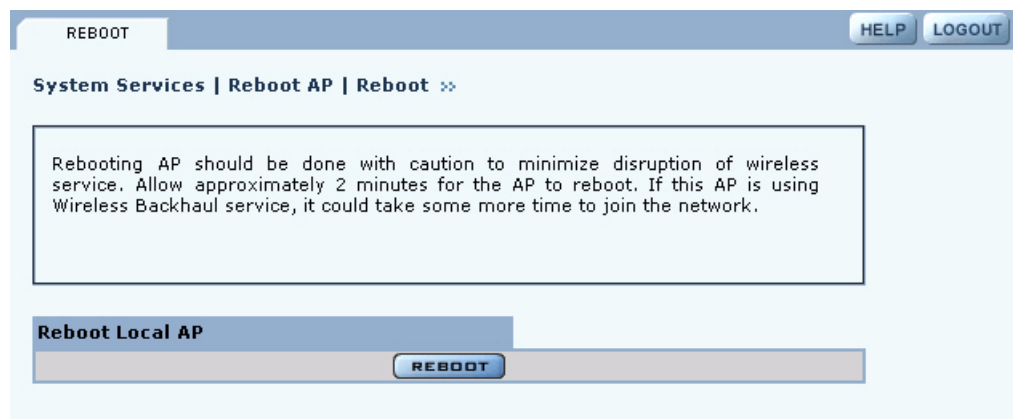 REBOOT
HELP
LOGOUT
System Services | Reboot AP | Reboot >>
Rebooting AP should be done with caution to minimize disruption of wireless
service. Allow approximately 2 minutes for the AP to reboot. If this AP is using
Wireless Backhaul service, it could take some more time to join the network.
Reboot Local AP
REBOOT